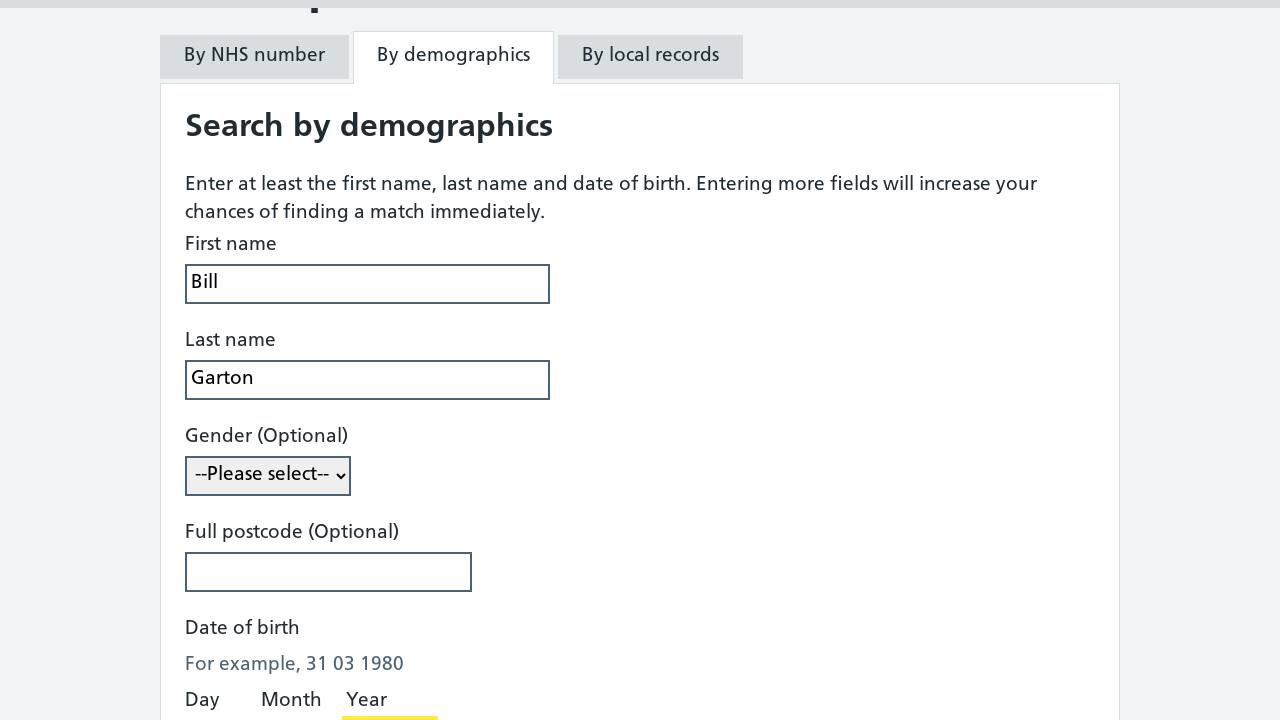 By NHS number
By demographics
By local records
Search by demographics
Enter at least the first name, last name and date of birth. Entering more fields will increase your
chances of finding a match immediately.
First name
Bill
Last name
Garton
Gender (Optional)
--Please select--
Full postcode (Optional)
Date of birth
For example, 31 03 1980
Day Month Year